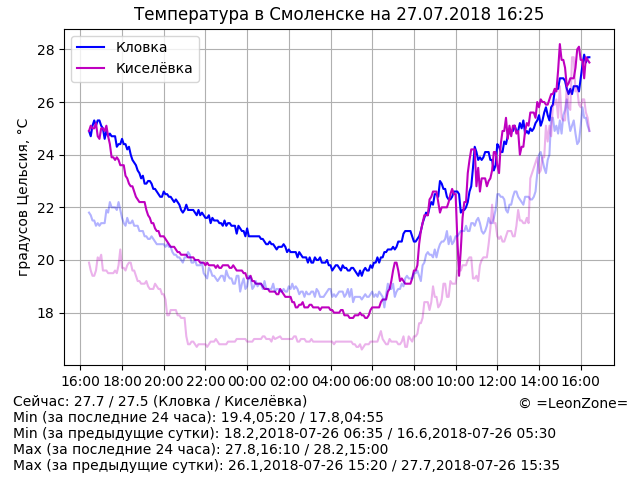 Температура в Смоленске на 27.07.2018 16:25
Кловка
Киселёвка
градусов Цельсия, °C
28
26
24
22
20
18
16:00 18:00 20:00 22:00 00:00 02:00 04:00 06:00 08:00 10:00 12:00 14:00 16:00
Сейчас: 27.7 / 27.5 (Кловка / Киселёвка)
© =LeonZone=
Min (за последние 24 часа): 19.4,05:20 / 17.8,04:55
Min (за предыдущие сутки): 18.2,2018-07-26 06:35 / 16.6,2018-07-26 05:30
Max (за последние 24 часа): 27.8,16:10 / 28.2,15:00
Max (за предыдущие сутки): 26.1,2018-07-26 15:20 / 27.7,2018-07-26 15:35